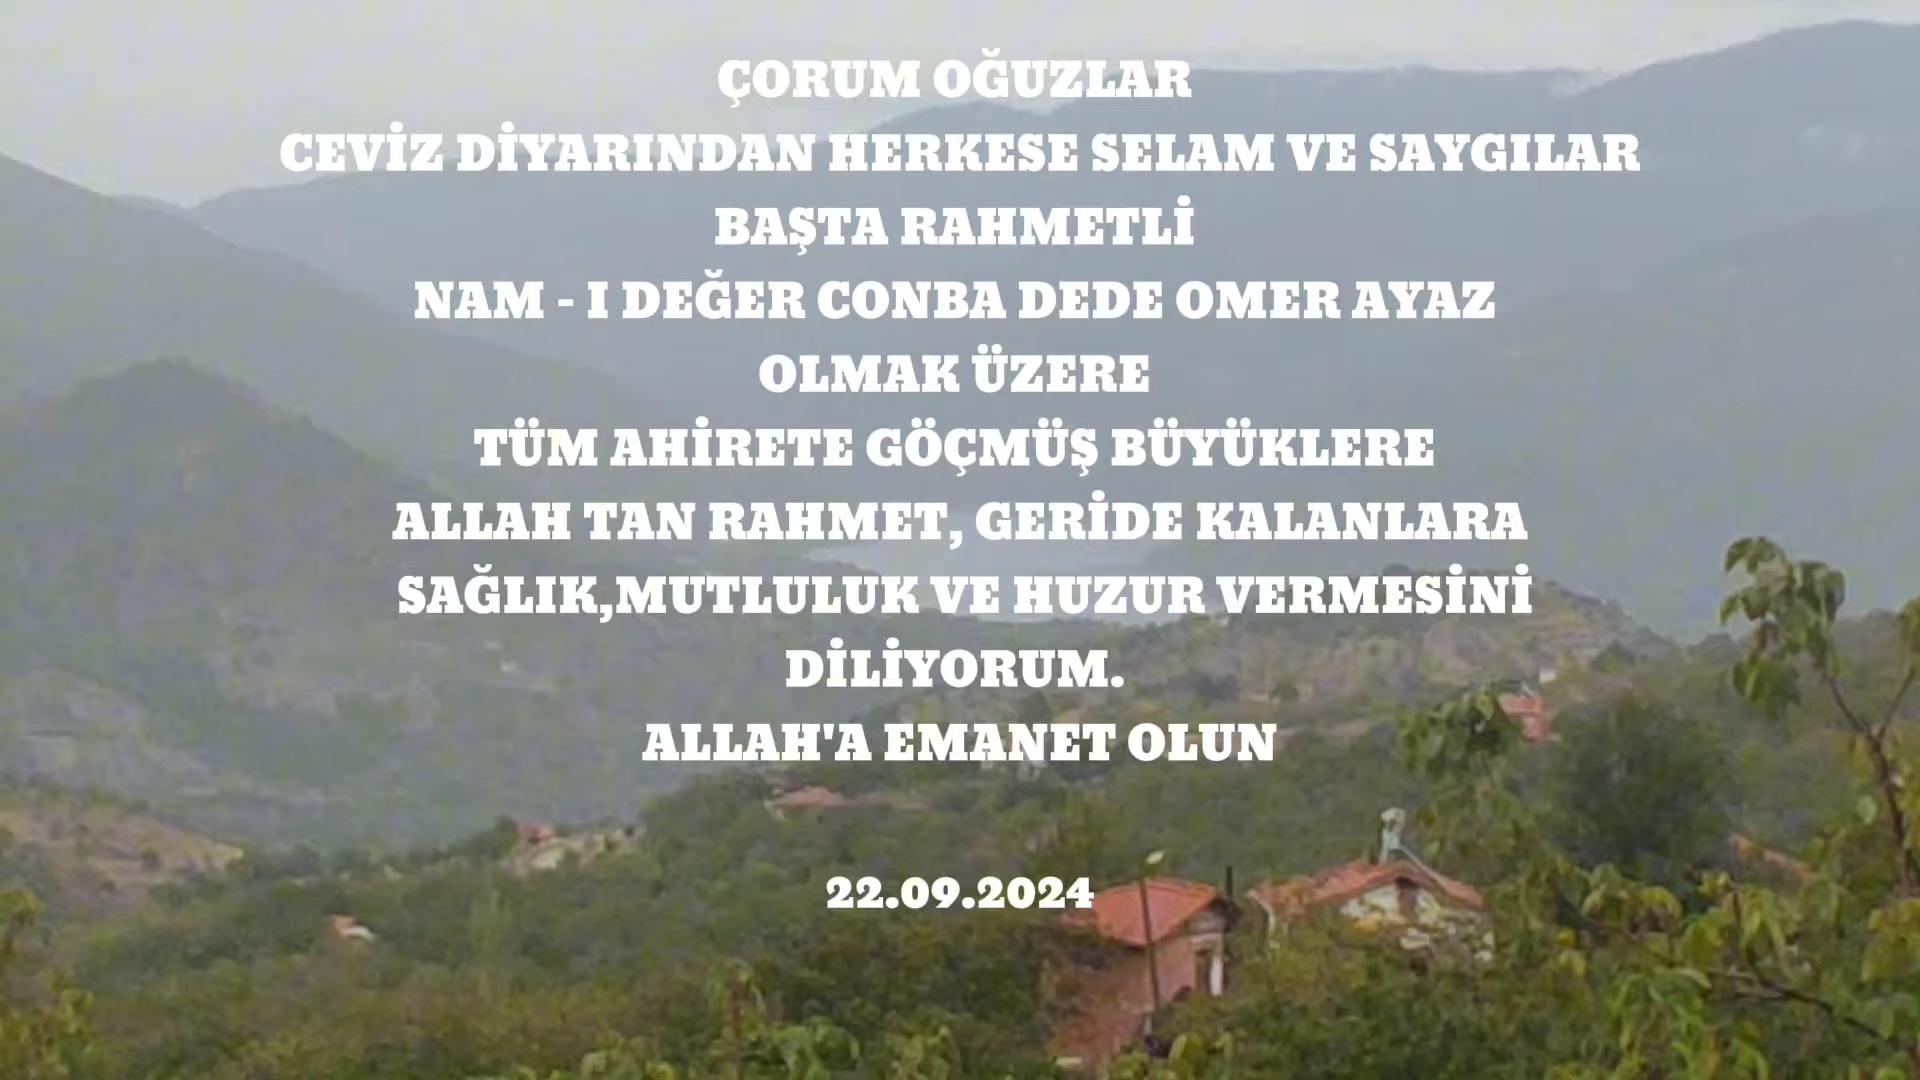 ÇORUM OĞUZLAR
CEVİZ DİYARINDAN HERKESE SELAM VE SAYGILAR
BAŞTA RAHMETLİ
NAM - I DEĞER CONBA DEDE OMER AYAZ
OLMAK ÜZERE
TÜM AHİRETE GÖÇMÜŞ BÜYÜKLERE
ALLAH TAN RAHMET, GERİDE KALANLARA
SAĞLIK,MUTLULUK VE HUZUR VERMESİNİ
DİLİYORUM.
ALLAH'A EMANET OLUN
22.09.2024